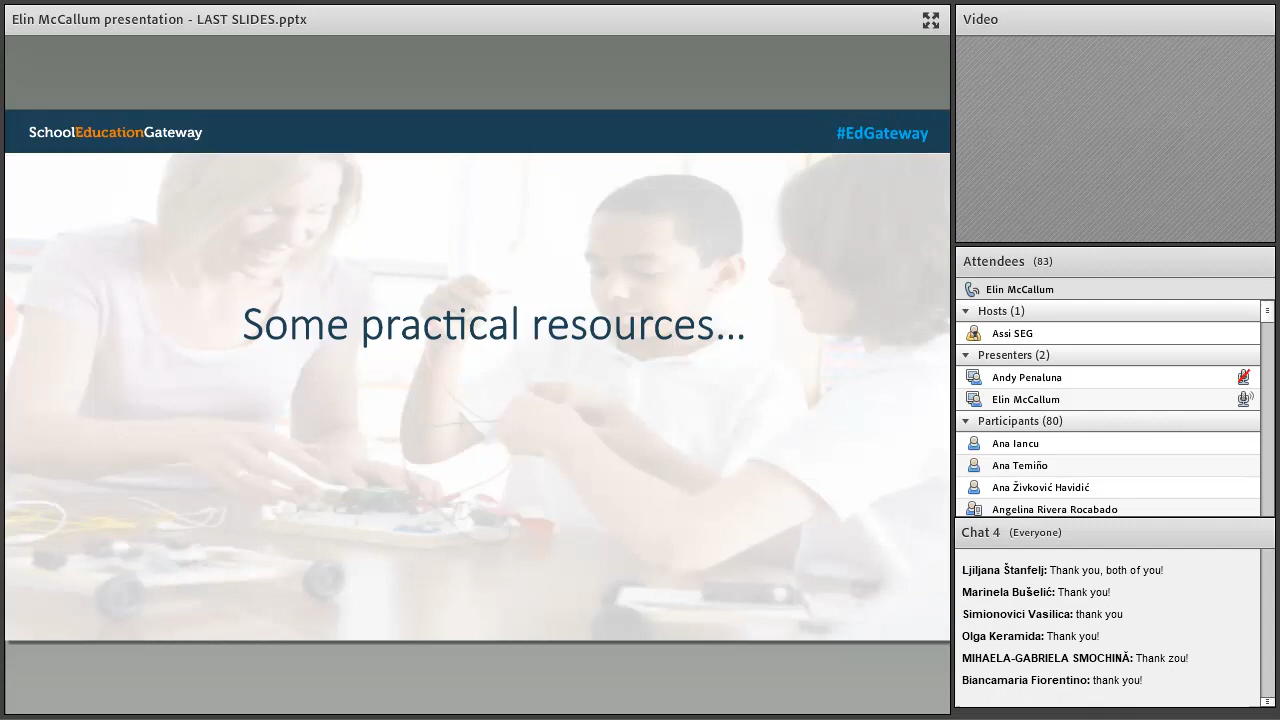 Elin McCallum presentation - LAST SLIDES.pptx
SchoolEducationGateway
#EdGateway
Some practical resources...
Video
Attendees (83)
Elin McCallum
Hosts (1)
Assi SEG
Presenters (2)
Andy Penaluna
Elin McCallum
Participants (80)
Ana Iancu
Ana Temiño
Ana Živković Havidić
Angelina Rivera Rocabado
Chat 4 (Everyone)
Ljiljana Štanfelj: Thank you, both of you!
Marinela Bušelić: Thank you!
Simionovici Vasilica: thank you
Olga Keramida: Thank you!
MIHAELA-GABRIELA SMOCHINĂ: Thank zou!
Biancamaria Fiorentino: thank you!